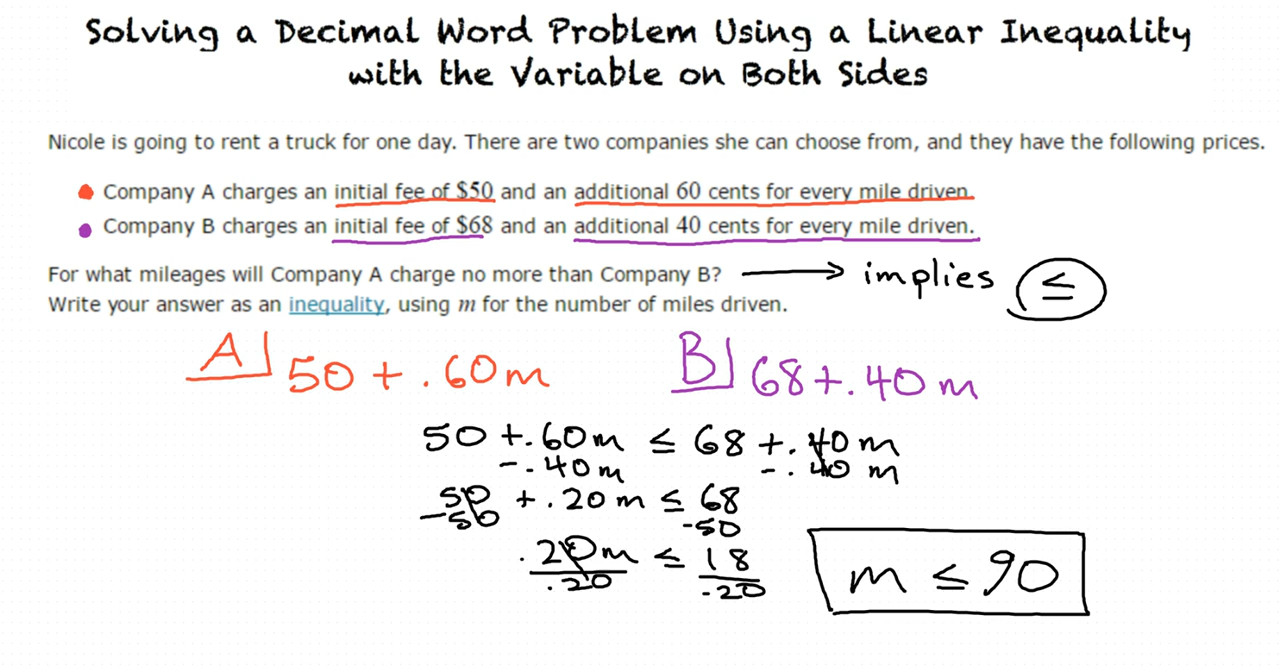 Solving a Decimal Word Problem Using a Linear Inequality
with the Variable on Both Sides
Nicole is going to rent a truck for one day. There are two companies she can choose from, and they have the following prices.
Company A charges an initial fee of $50 and an additional 60 cents for every mile driven.
Company B charges an initial fee of $68 and an additional 40 cents for every mile driven.
For what mileages will Company A charge no more than Company B? → implies ≤
Write your answer as an inequality, using m for the number of miles driven.
A 50 + .60m B 68 + .40m
50 + .60m ≤ 68 + .40m
- .40m - .40m
50 + .20m ≤ 68
-50 -50
.20m ≤ 18
.20 .20
m ≤ 90